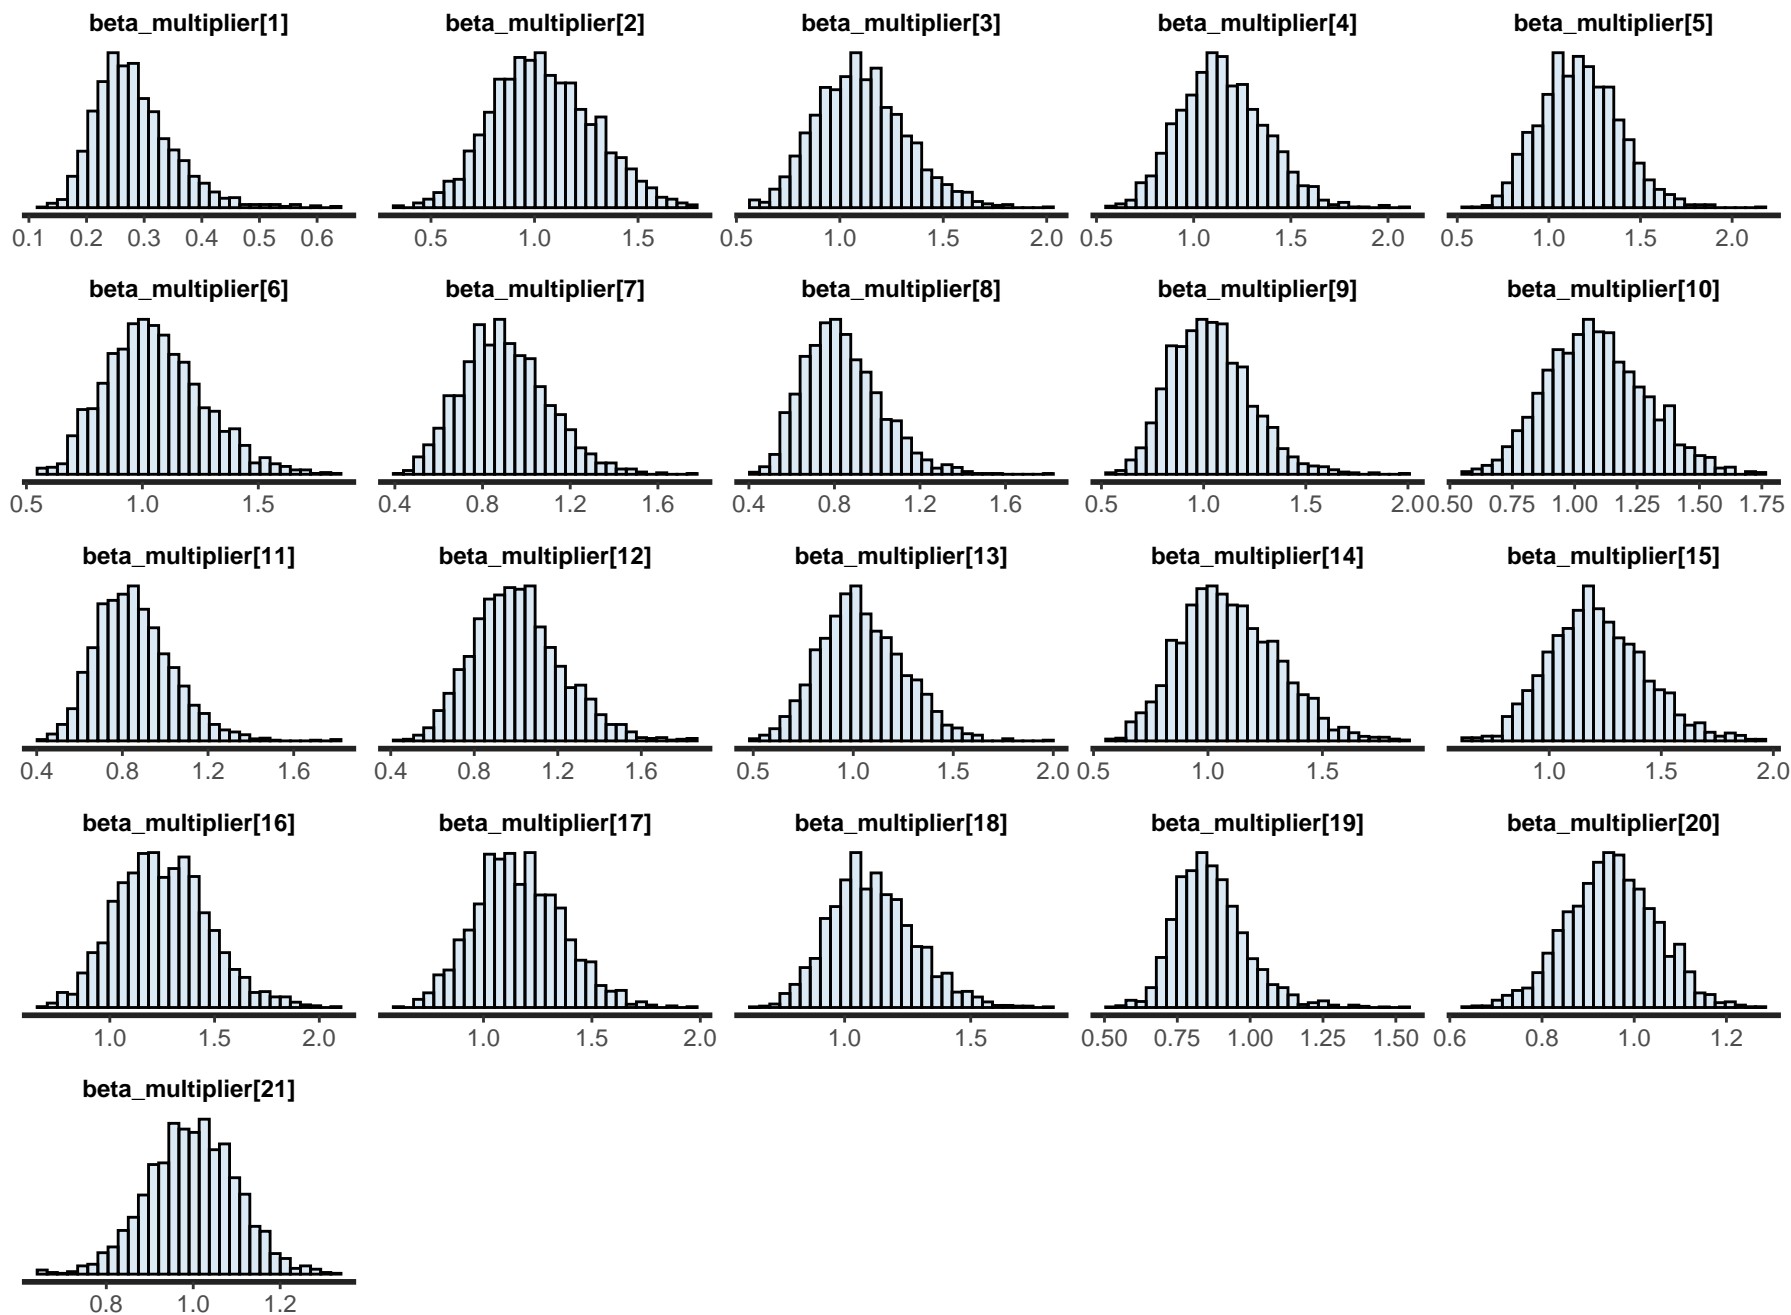 beta_multiplier[1] beta_multiplier[2] beta_multiplier[3] beta_multiplier[4] beta_multiplier[5]
0.1 0.2 0.3 0.4 0.5 0.6 0.5 1.0 1.5 0.5 1.0 1.5 2.0 0.5 1.0 1.5 2.0 0.5 1.0 1.5 2.0
beta_multiplier[6] beta_multiplier[7] beta_multiplier[8] beta_multiplier[9] beta_multiplier[10]
0.5 1.0 1.5 0.4 0.8 1.2 1.6 0.4 0.8 1.2 1.6 0.5 1.0 1.5 2.0 0.50 0.75 1.00 1.25 1.50 1.75
beta_multiplier[11] beta_multiplier[12] beta_multiplier[13] beta_multiplier[14] beta_multiplier[15]
0.4 0.8 1.2 1.6 0.4 0.8 1.2 1.6 0.5 1.0 1.5 2.0 0.5 1.0 1.5 1.0 1.5 2.0
beta_multiplier[16] beta_multiplier[17] beta_multiplier[18] beta_multiplier[19] beta_multiplier[20]
1.0 1.5 2.0 1.0 1.5 2.0 1.0 1.5 0.50 0.75 1.00 1.25 1.50 0.6 0.8 1.0 1.2
beta_multiplier[21]
0.8 1.0 1.2